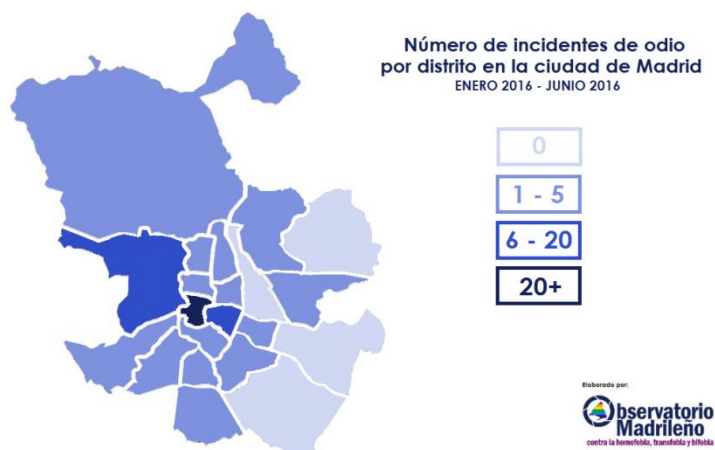 Número de incidentes de odio
por distrito en la ciudad de Madrid
ENERO 2016 - JUNIO 2016
0
1 - 5
6 - 20
20+
Elaborado por:
Observatorio
Madrileño
contra la homofobia, transfobia y bifobia